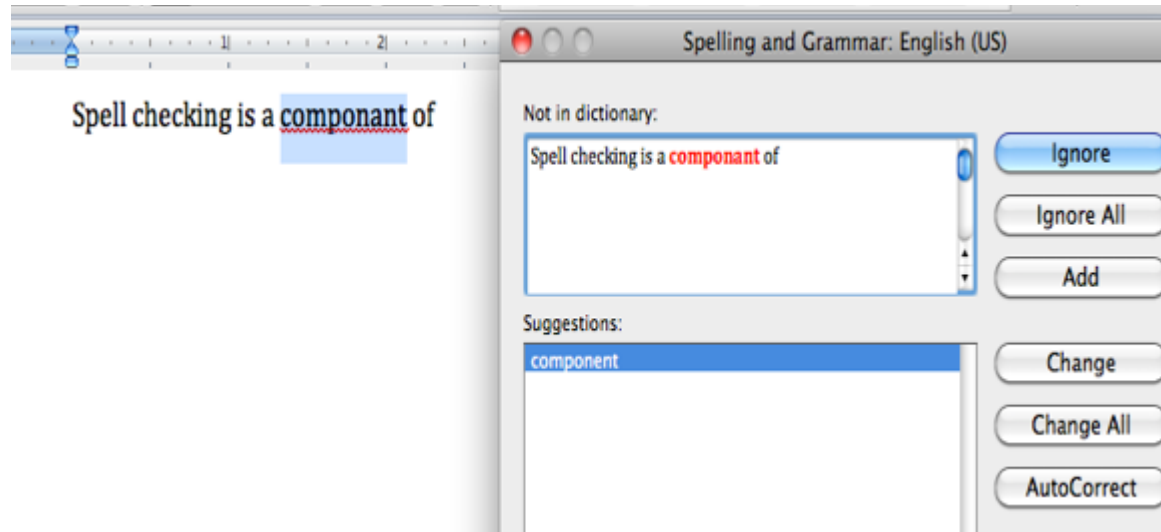 1 2
Spell checking is a componant of
Spelling and Grammar: English (US)
Not in dictionary:
Spell checking is a componant of
Ignore
Ignore All
Add
Suggestions:
component
Change
Change All
AutoCorrect